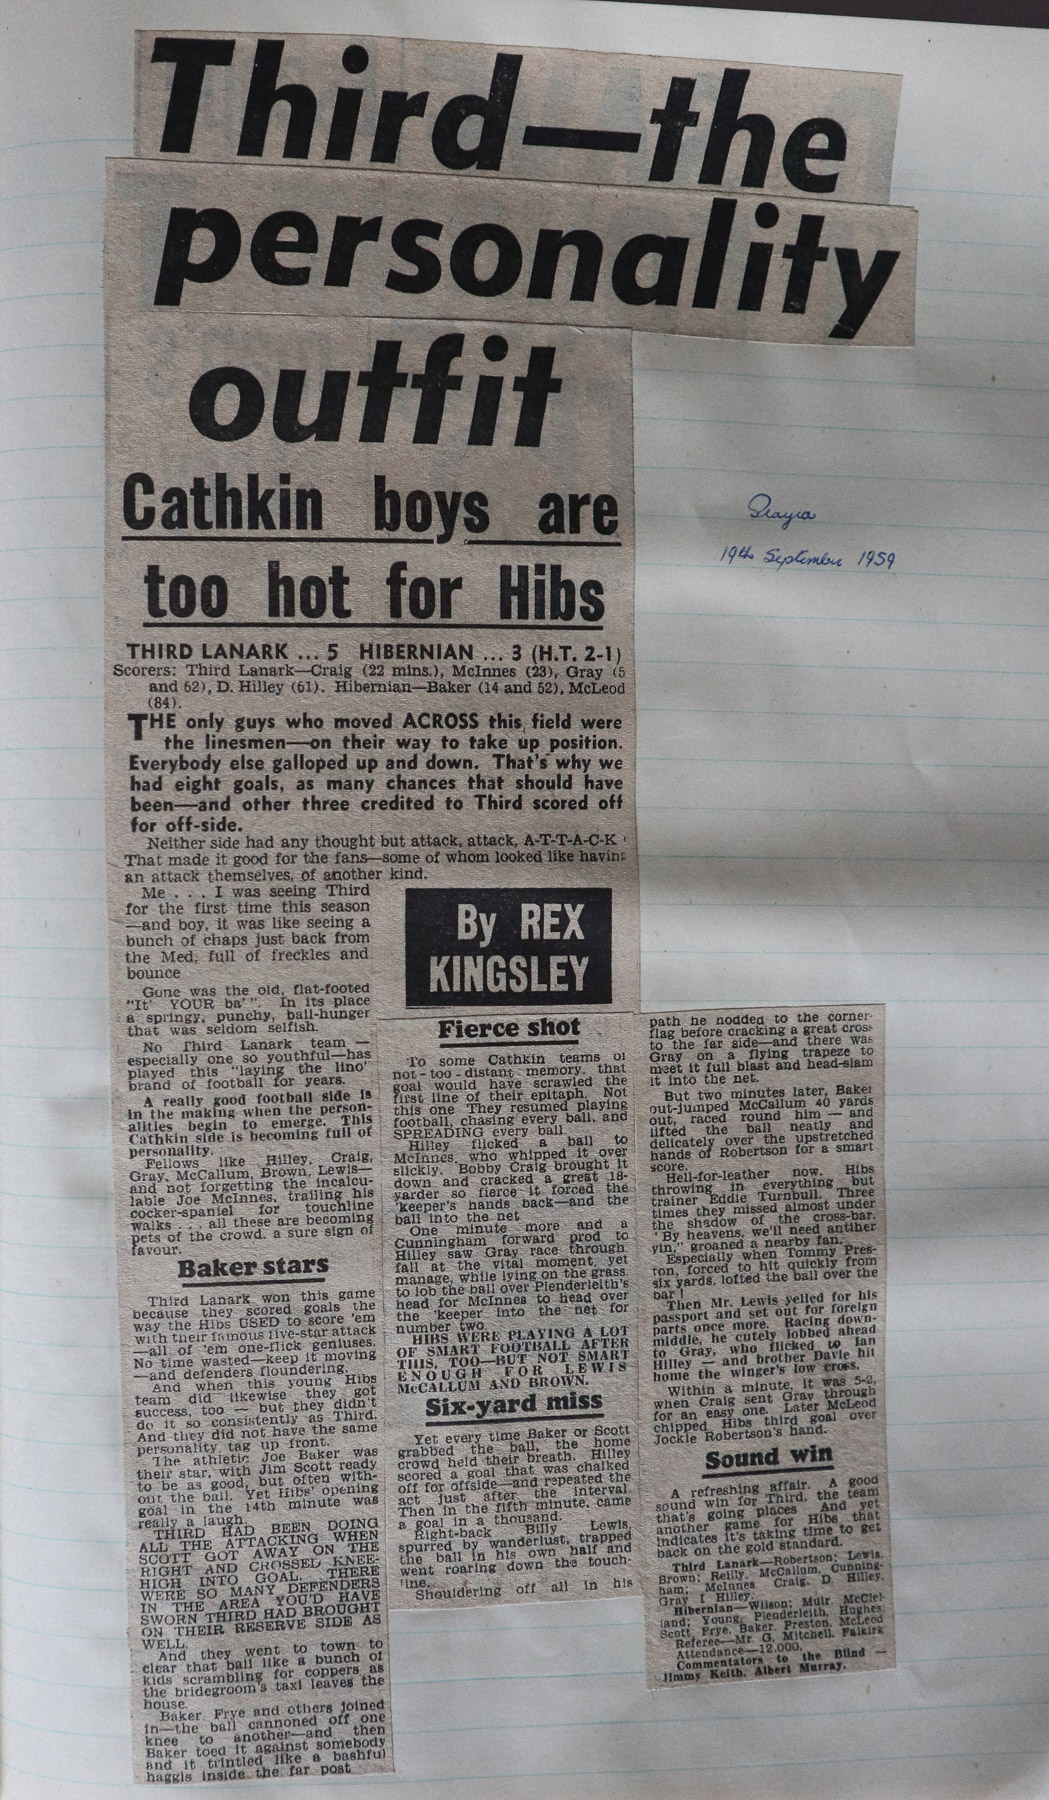 Third—the
personality
outfit
Cathkin boys are
too hot for Hibs
19th September 1959
THIRD LANARK ... 5 HIBERNIAN ... 3 (H.T. 2-1)
Scorers: Third Lanark—Craig (22 mins.), McInnes (23), Gray (5
and 62), D. Hilley (61). Hibernian—Baker (14 and 52), McLeod
(84).
THE only guys who moved ACROSS this field were
the linesmen—on their way to take up position.
Everybody else galloped up and down. That's why we
had eight goals, as many chances that should have
been—and other three credited to Third scored off
for off-side.
Neither side had any thought but attack, attack, A-T-T-A-C-K
That made it good for the fans—some of whom looked like having
an attack themselves, of another kind.
Me . . . I was seeing Third
for the first time this season
—and boy, it was like seeing a
bunch of chaps just back from
the Med, full of freckles and
bounce
Gone was the old, flat-footed
"It' YOUR ba'". In its place
a springy, punchy, ball-hunger
that was seldom selfish.
No Third Lanark team —
especially one so youthful—has
played this "laying the lino"
brand of football for years.
A really good football side is
in the making when the person-
alities begin to emerge. This
Cathkin side is becoming full of
personality.
Fellows like Hilley, Craig,
Gray, McCallum, Brown, Lewis—
and not forgetting the incalcu-
lable Joe McInnes, trailing his
cocker-spaniel for touchline
walks . . . all these are becoming
pets of the crowd, a sure sign of
favour.
Baker stars
Third Lanark won this game
because they scored goals the
way the Hibs USED to score 'em
with their famous five-star attack
—all of 'em one-flick geniuses.
No time wasted—keep it moving
—and defenders floundering.
And when this young Hibs
team did likewise they got
success, too — but they didn't
do it so consistently as Third.
And they did not have the same
personality tag up front.
The athletic Joe Baker was
their star, with Jim Scott ready
to be as good, but often with-
out the ball. Yet Hibs' opening
goal in the 14th minute was
really a laugh.
THIRD HAD BEEN DOING
ALL THE ATTACKING WHEN
SCOTT GOT AWAY ON THE
RIGHT AND CROSSED KNEE-
HIGH INTO GOAL. THERE
WERE SO MANY DEFENDERS
IN THE AREA YOU'D HAVE
SWORN THIRD HAD BROUGHT
ON THEIR RESERVE SIDE AS
WELL.
And they went to town to
clear that ball like a bunch of
kids scrambling for coppers as
the bridegroom's taxi leaves the
house.
Baker, Frye and others joined
in—the ball cannoned off one
knee to another—and then
Baker toed it against somebody
and it trintled like a bashful
haggis inside the far post
By REX
KINGSLEY
Fierce shot
To some Cathkin teams of
not-too-distant memory, that
goal would have scrawled the
first line of their epitaph. Not
this one They resumed playing
football, chasing every ball, and
SPREADING every ball.
Hilley flicked a ball to
McInnes, who whipped it over
slickly. Bobby Craig brought it
down and cracked a great 18-
yarder so fierce it forced the
'keeper's hands back—and the
ball into the net
One minute more and a
Cunningham forward prod to
Hilley saw Gray race through,
fall at the vital moment, yet
manage, while lying on the grass,
to lob the ball over Plenderleith's
head for McInnes to head over
the 'keeper into the net for
number two.
HIBS WERE PLAYING A LOT
OF SMART FOOTBALL AFTER
THIS, TOO—BUT NOT SMART
ENOUGH FOR LEWIS
McCALLUM AND BROWN.
Six-yard miss
Yet every time Baker or Scott
grabbed the ball, the home
crowd held their breath. Hilley
scored a goal that was chalked
off for offside—and repeated the
act just after the interval
Then in the fifth minute, came
a goal in a thousand.
Right-back Billy Lewis,
spurred by wanderlust, trapped
the ball in his own half and
went roaring down the touch-
line.
Shouldering off all in his
path he nodded to the corner-
flag before cracking a great cross
to the far side—and there was
Gray on a flying trapeze to
meet it full blast and head-slam
it into the net.
But two minutes later, Baker
out-jumped McCallum 40 yards
out, raced round him — and
lifted the ball neatly and
delicately over the upstretched
hands of Robertson for a smart
score.
Hell-for-leather now. Hibs
throwing in everything but
trainer Eddie Turnbull. Three
times they missed almost under
the shadow of the cross-bar.
"By heavens, we'll need anither
yin," groaned a nearby fan.
Especially when Tommy Pres-
ton, forced to hit quickly from
six yards, lofted the ball over the
bar!
Then Mr. Lewis yelled for his
passport and set out for foreign
parts once more. Racing down-
middle, he cutely lobbed ahead
to Gray, who flicked to Ian
Hilley — and brother Davie hit
home the winger's low cross.
Within a minute, it was 5-2,
when Craig sent Gray through
for an easy one. Later McLeod
chipped Hibs third goal over
Jockie Robertson's hand.
Sound win
A refreshing affair. A good
sound win for Third, the team
that's going places And yet
another game for Hibs that
indicates it's taking time to get
back on the gold standard.
Third Lanark—Robertson; Lewis,
Brown; Reilly, McCallum, Cunning-
ham; McInnes Craig, D. Hilley,
Gray I Hilley.
Hibernian—Wilson; Muir, McClel-
land; Young, Plenderleith, Hughes;
Scott, Frye, Baker, Preston, McLeod
Referee—Mr. G. Mitchell, Falkirk
Attendance—12,000.
Commentators to the Blind —
Jimmy Keith, Albert Murray.